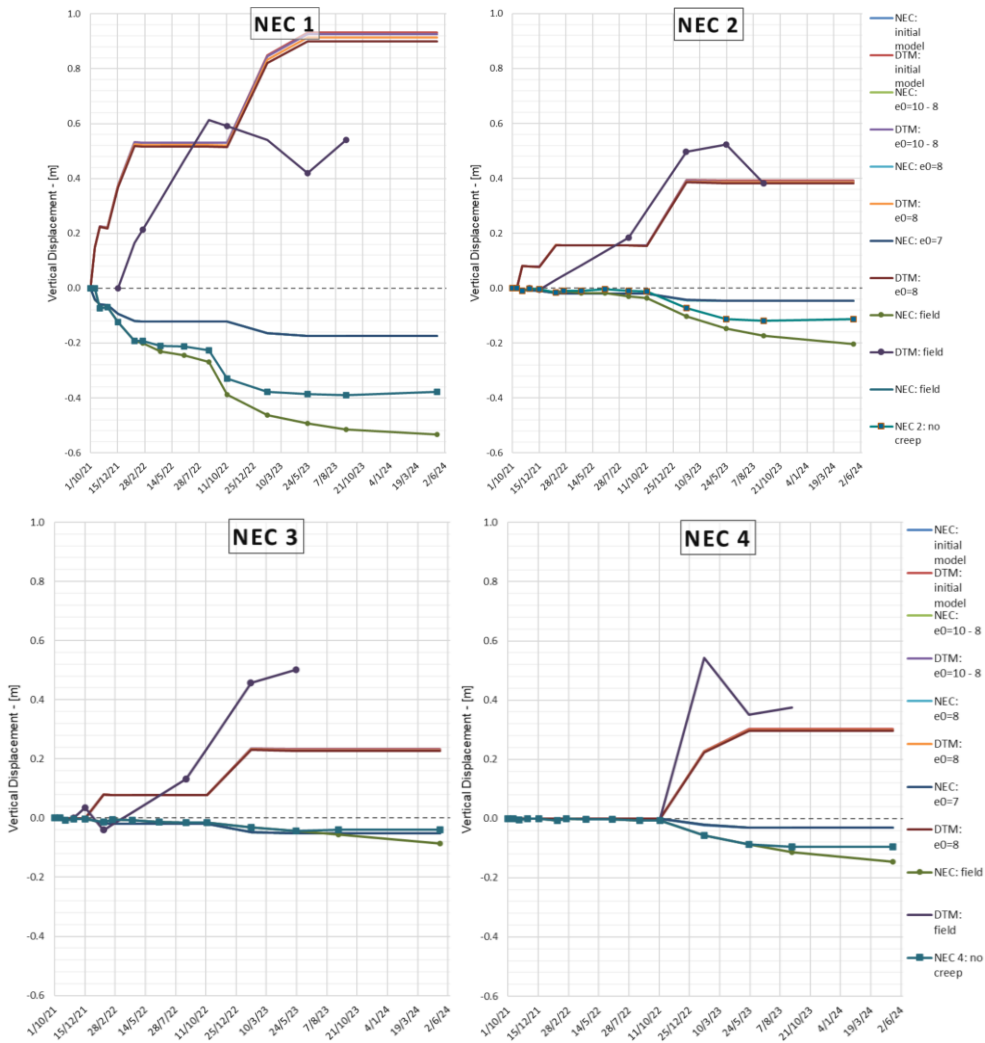 NEC 1
Vertical Displacement - [m]
1.0
0.8
0.6
0.4
0.2
0.0
-0.2
-0.4
-0.6
1/10/21
15/12/21
28/2/22
14/5/22
28/7/22
11/10/22
25/12/22
10/3/23
24/5/23
7/8/23
21/10/23
4/1/24
19/3/24
2/6/24
NEC 2
Vertical Displacement - [m]
1.0
0.8
0.6
0.4
0.2
0.0
-0.2
-0.4
-0.6
1/10/21
15/12/21
28/2/22
14/5/22
28/7/22
11/10/22
25/12/22
10/3/23
24/5/23
7/8/23
21/10/23
4/1/24
19/3/24
2/6/24
NEC:
initial
model
DTM:
initial
model
NEC:
e0=10 - 8
DTM:
e0=10 - 8
NEC: e0=8
DTM:
e0=8
NEC: e0=7
DTM:
e0=8
NEC: field
DTM: field
NEC: field
NEC 2: no
creep
NEC 3
Vertical Displacement - [m]
1.0
0.8
0.6
0.4
0.2
0.0
-0.2
-0.4
-0.6
1/10/21
15/12/21
28/2/22
14/5/22
28/7/22
11/10/22
25/12/22
10/3/23
24/5/23
7/8/23
21/10/23
4/1/24
19/3/24
2/6/24
NEC 4
Vertical Displacement - [m]
1.0
0.8
0.6
0.4
0.2
0.0
-0.2
-0.4
-0.6
1/10/21
15/12/21
28/2/22
14/5/22
28/7/22
11/10/22
25/12/22
10/3/23
24/5/23
7/8/23
21/10/23
4/1/24
19/3/24
2/6/24
NEC:
initial
model
DTM:
initial
model
NEC:
e0=10 - 8
DTM:
e0=10 - 8
NEC:
e0=8
DTM:
e0=8
NEC:
e0=7
DTM:
e0=8
NEC: field
DTM:
field
NEC 4: no
creep